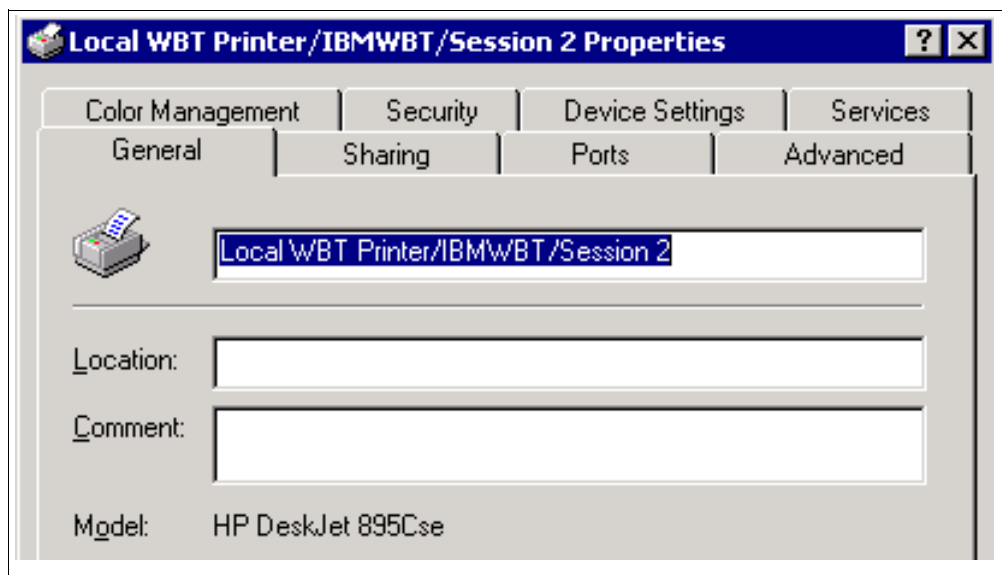 Local WBT Printer/IBMWBT/Session 2 Properties ? X
Color Management Security Device Settings Services
General Sharing Ports Advanced
Local WBT Printer/IBMWBT/Session 2
Location:
Comment:
Model: HP DeskJet 895Cse